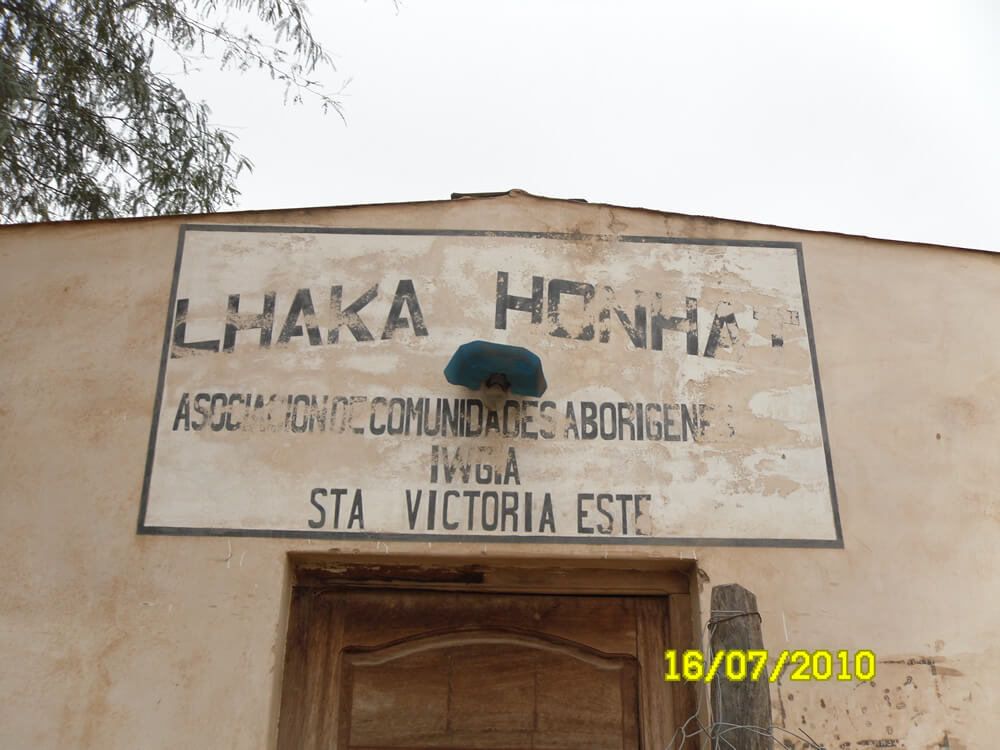 LHAKA HONHAT
ASOCIACION DE COMUNIDADES ABORIGENES
IWGIA
STA VICTORIA ESTE
16/07/2010